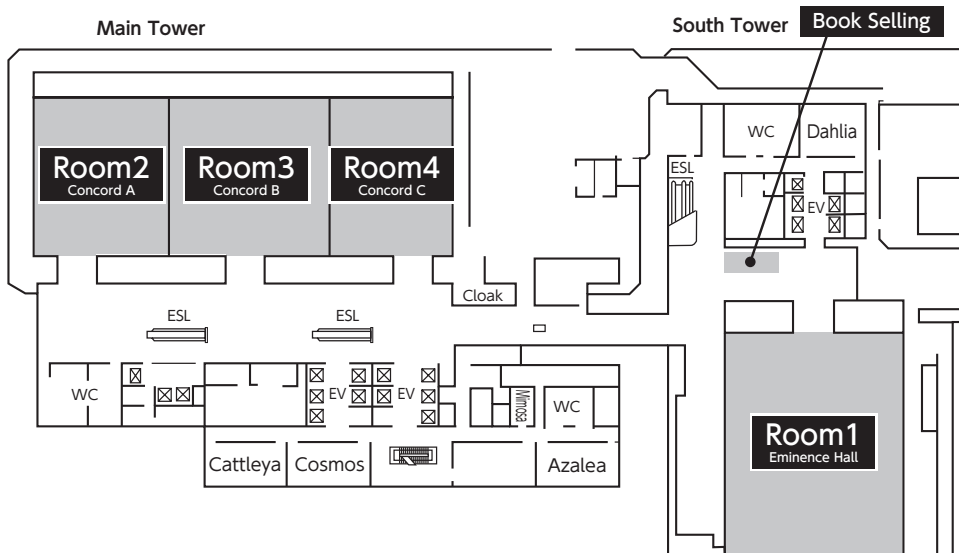 Main Tower
South Tower
Book Selling
WC
Dahlia
Room2
Concord A
Room3
Concord B
Room4
Concord C
ESL
EV
Cloak
ESL
ESL
WC
EV
EV
Mimosa
WC
Room1
Eminence Hall
Cattleya
Cosmos
Azalea